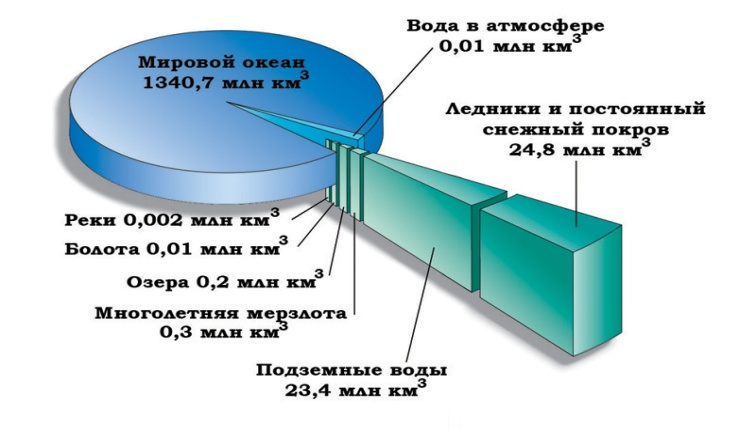 Вода в атмосфере
0,01 млн км³
Мировой океан
1340,7 млн км³
Ледники и постоянный
снежный покров
24,8 млн км³
Реки 0,002 млн км³
Болота 0,01 млн км³
Озера 0,2 млн км³
Многолетняя мерзлота
0,3 млн км³
Подземные воды
23,4 млн км³